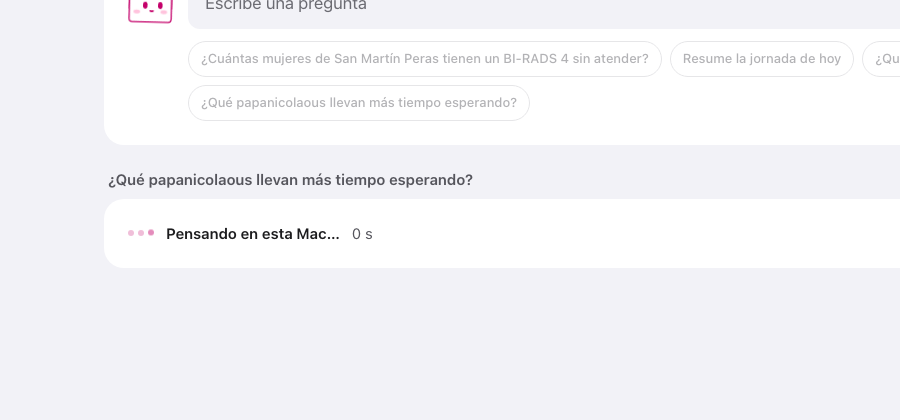 Escribe una pregunta
¿Cuántas mujeres de San Martín Peras tienen un BI-RADS 4 sin atender?
Resume la jornada de hoy
¿Qu
¿Qué papanicolaous llevan más tiempo esperando?
¿Qué papanicolaous llevan más tiempo esperando?
Pensando en esta Mac... 0 s